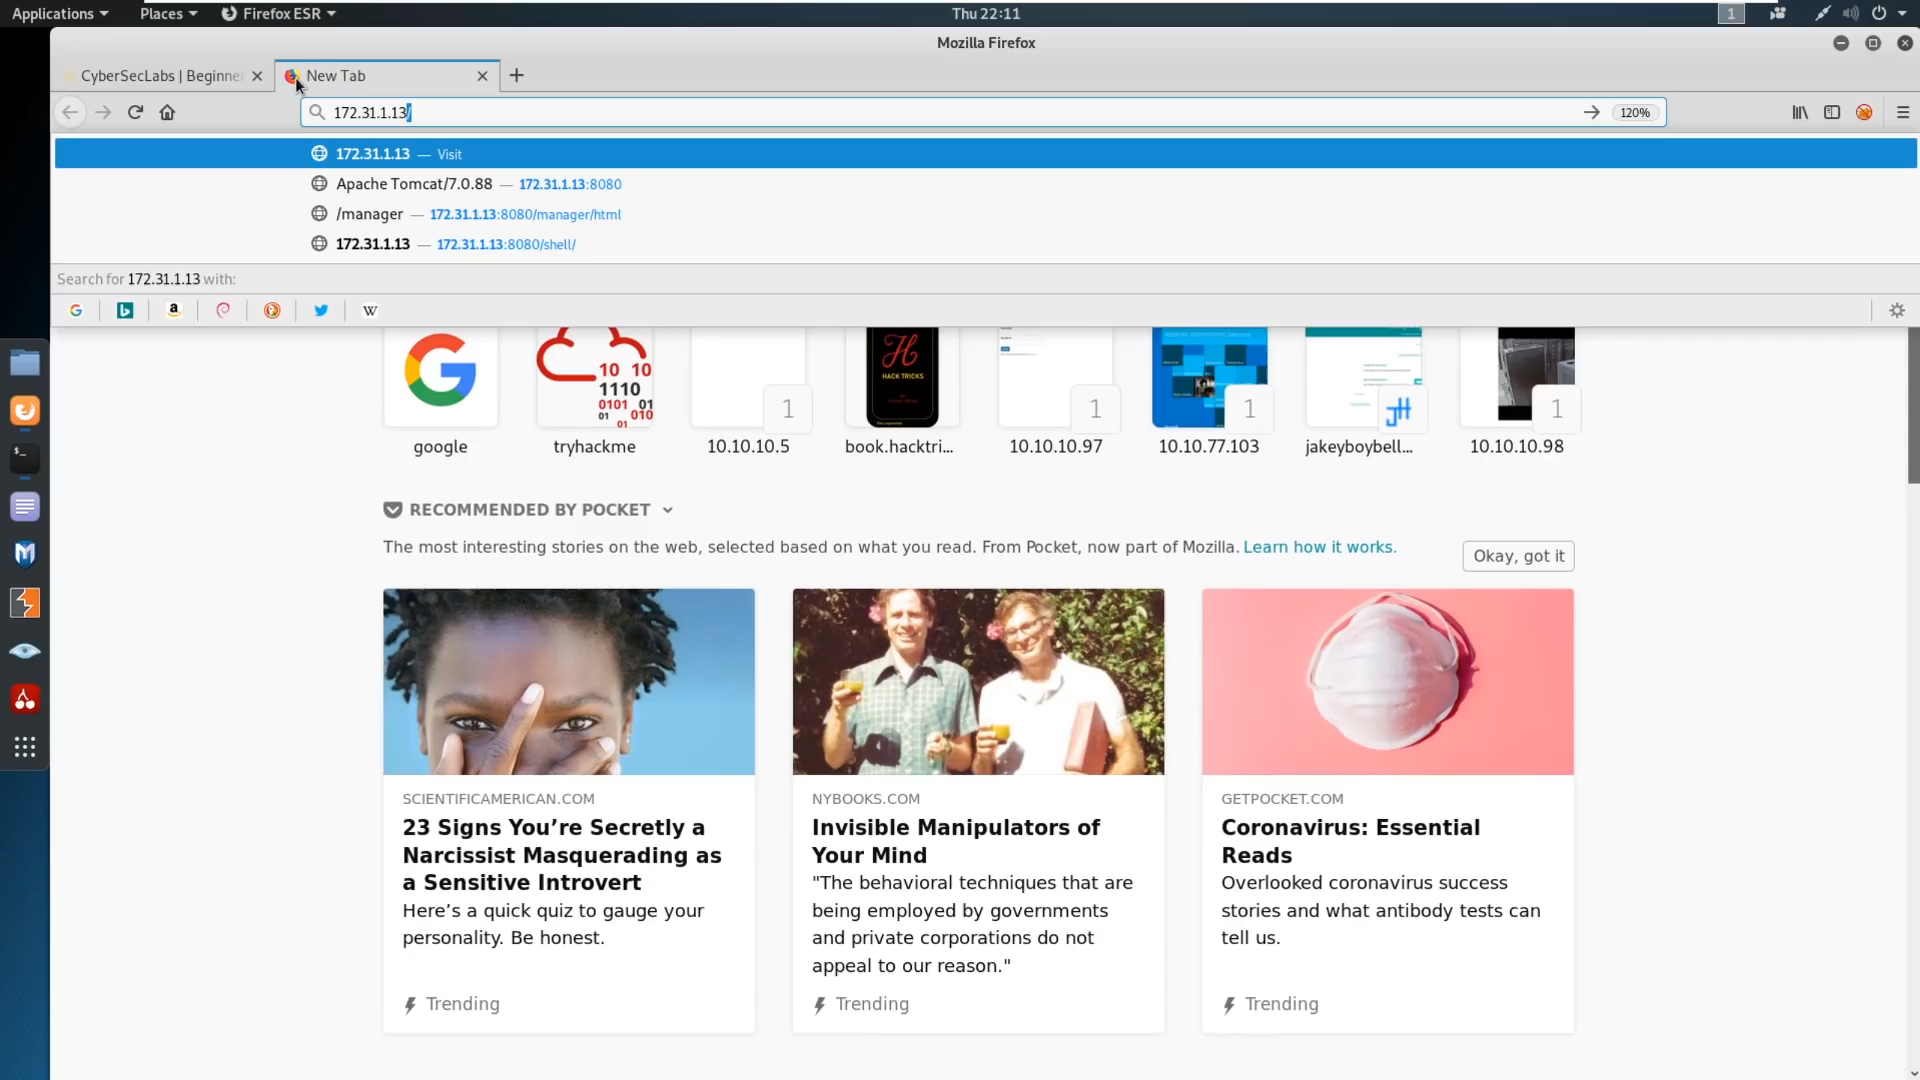 Applications Places Firefox ESR Thu 22:11 1
Mozilla Firefox
CyberSecLabs | Beginne New Tab
172.31.1.13/ 120%
172.31.1.13 — Visit
Apache Tomcat/7.0.88 — 172.31.1.13:8080
/manager — 172.31.1.13:8080/manager/html
172.31.1.13 — 172.31.1.13:8080/shell/
Search for 172.31.1.13 with:
10 10
HACK TRICKS
1110
0101 01
01 010
01
1 1 1 1
google tryhackme 10.10.10.5 book.hacktri... 10.10.10.97 10.10.77.103 jakeyboybell... 10.10.10.98
RECOMMENDED BY POCKET
The most interesting stories on the web, selected based on what you read. From Pocket, now part of Mozilla. Learn how it works.
Okay, got it
SCIENTIFICAMERICAN.COM
23 Signs You’re Secretly a
Narcissist Masquerading as
a Sensitive Introvert
Here’s a quick quiz to gauge your
personality. Be honest.
Trending
NYBOOKS.COM
Invisible Manipulators of
Your Mind
"The behavioral techniques that are
being employed by governments
and private corporations do not
appeal to our reason."
Trending
GETPOCKET.COM
Coronavirus: Essential
Reads
Overlooked coronavirus success
stories and what antibody tests can
tell us.
Trending